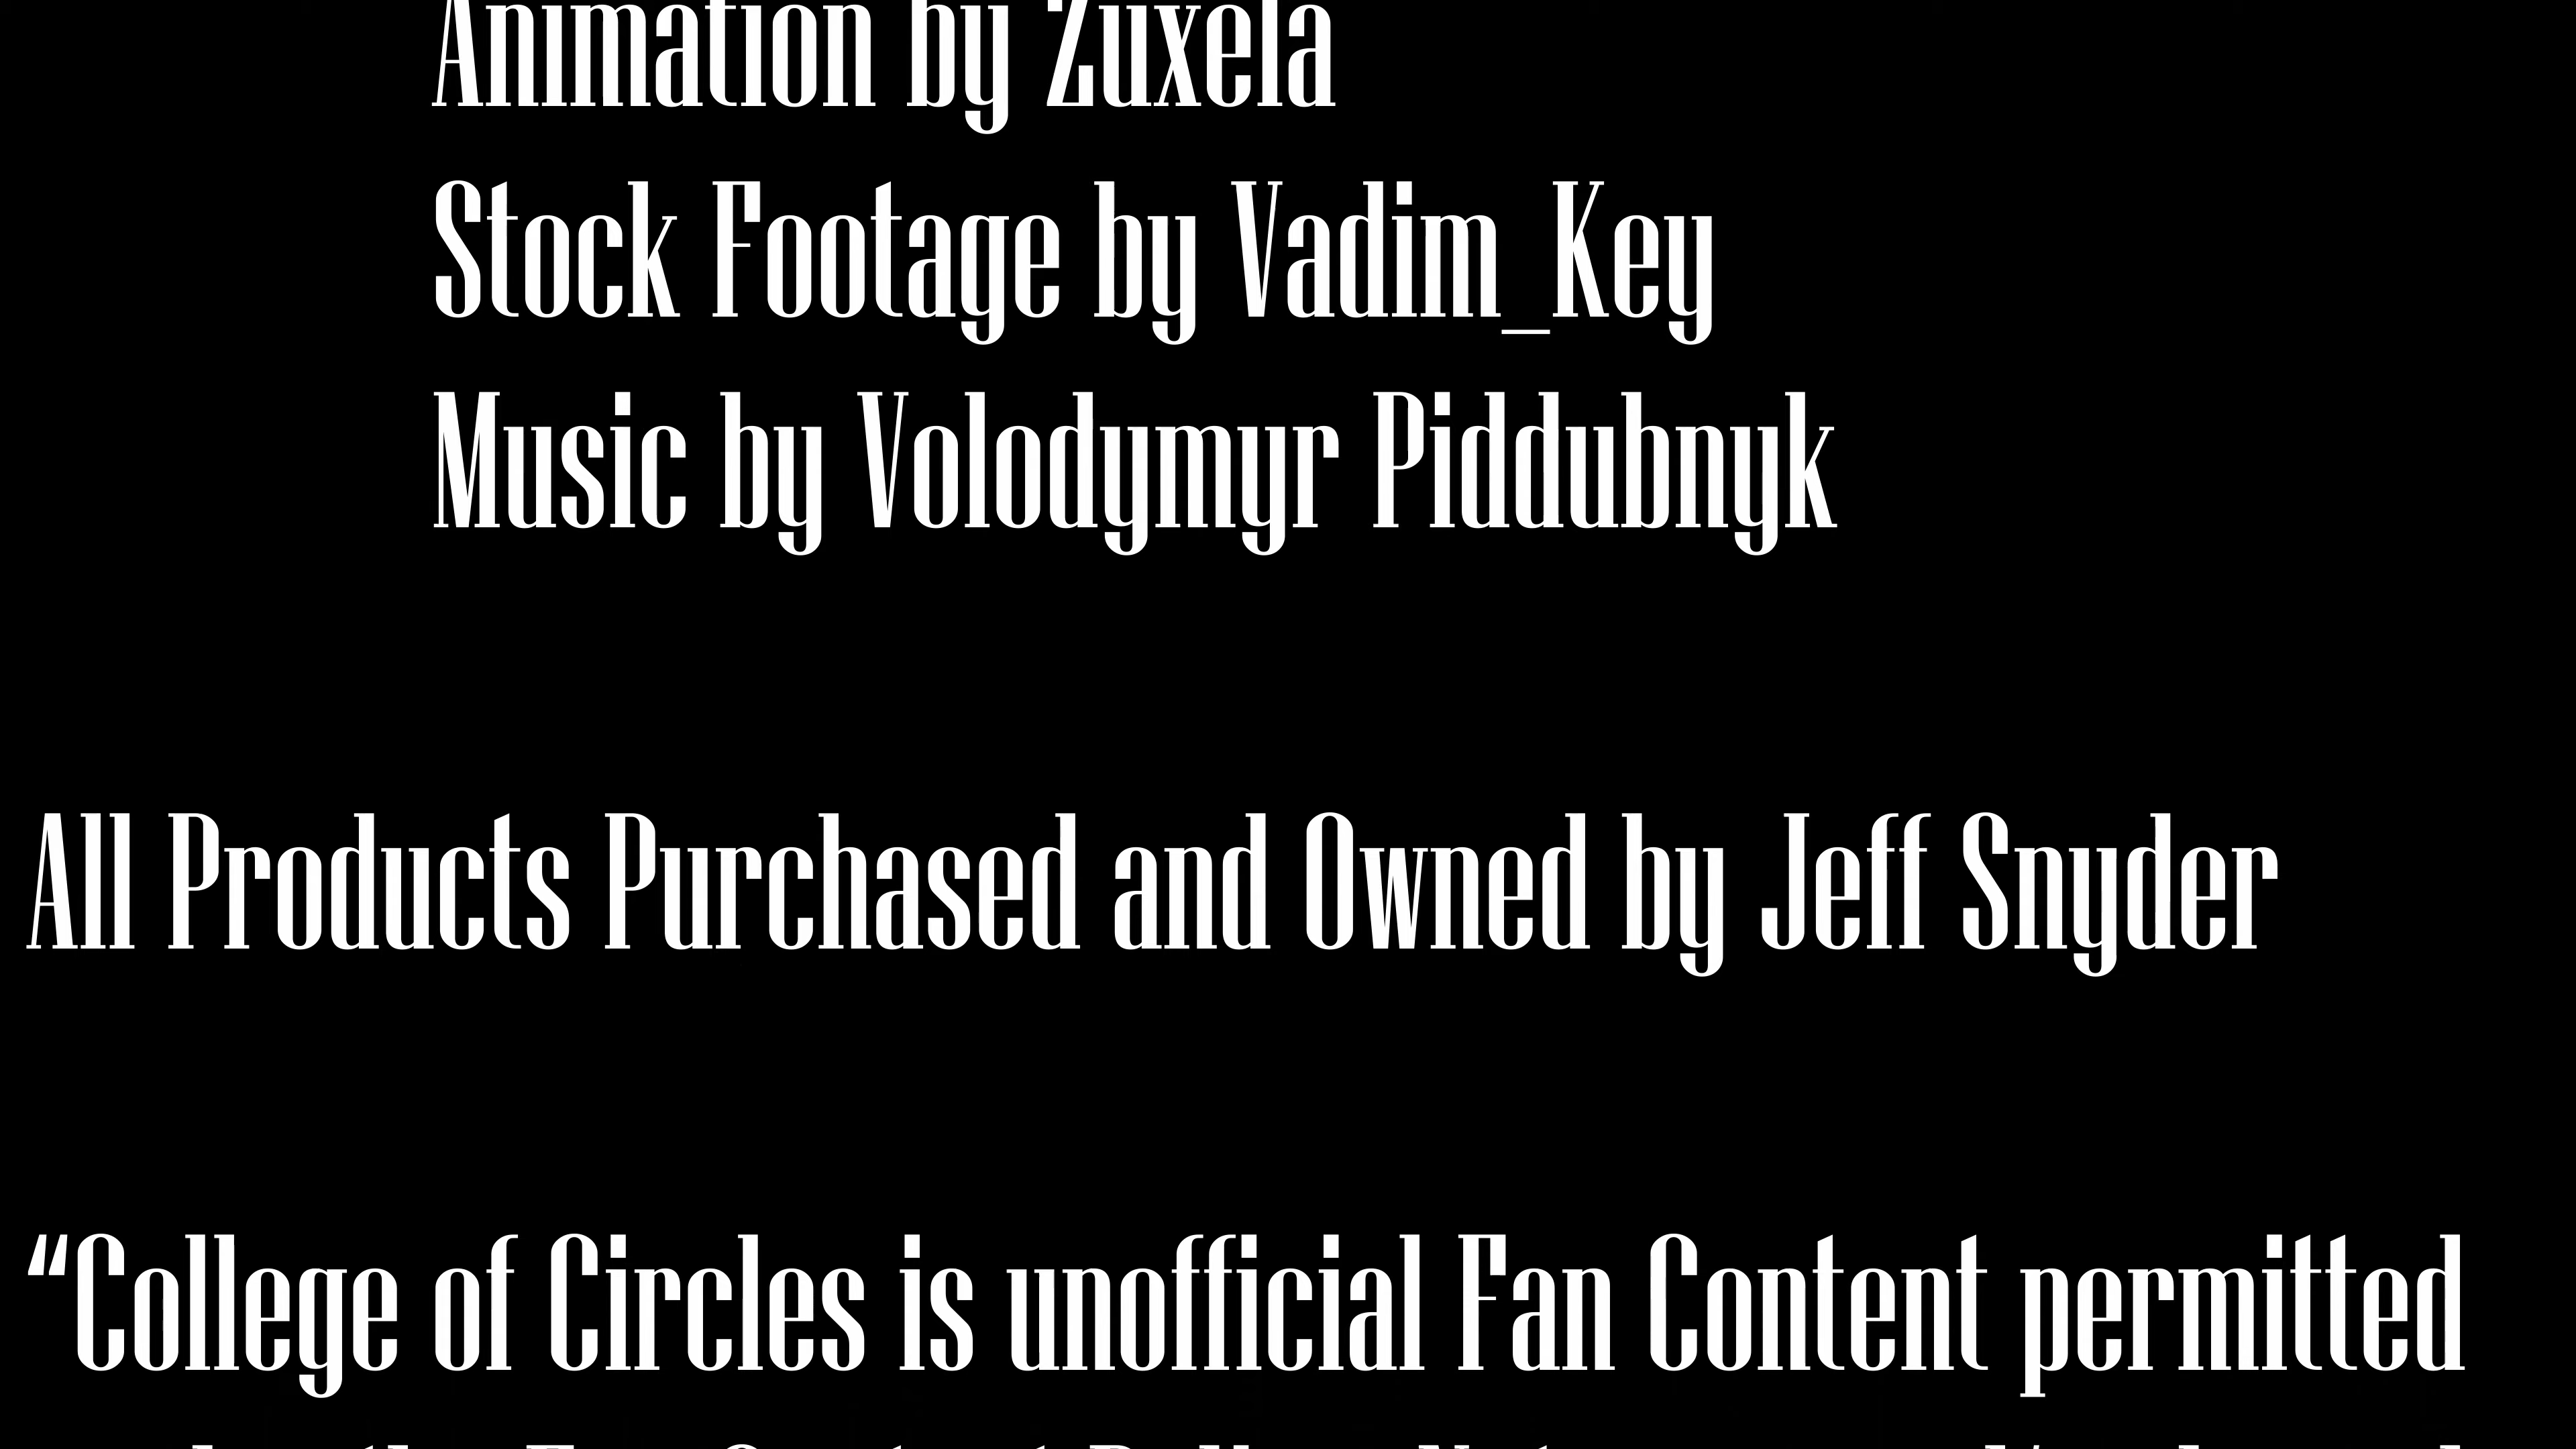 Animation by Zuxela
Stock Footage by Vadim_Key
Music by Volodymyr Piddubnyk
All Products Purchased and Owned by Jeff Snyder
“College of Circles is unofficial Fan Content permitted